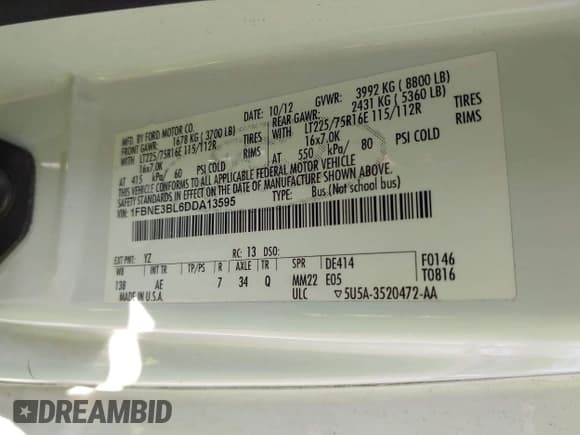 MFD. BY FORD MOTOR CO.
DATE: 10/12 GVWR: 3992 KG ( 8800 LB)
FRONT GAWR: 1678 KG ( 3700 LB) REAR GAWR: 2431 KG ( 5360 LB)
WITH LT225/75R16E 115/112R TIRES WITH LT225/75R16E 115/112R TIRES
16x7.0K RIMS 16x7.0K RIMS
AT 415 kPa/ 60 PSI COLD AT 550 kPa/ 80 PSI COLD
THIS VEHICLE CONFORMS TO ALL APPLICABLE FEDERAL MOTOR VEHICLE
SAFETY STANDARDS IN EFFECT ON THE DATE OF MANUFACTURE SHOWN ABOVE.
VIN: 1FBNE3BL6DDA13595 TYPE: Bus (Not school bus)
EXT PNT: YZ RC: 13 DSO: F0146
WB INT TR TP/PS R AXLE TR SPR DE414 T0816
138 AE 7 34 Q MM22 E05
MADE IN U.S.A. ULC ▽5U5A-3520472-AA
DREAMBID